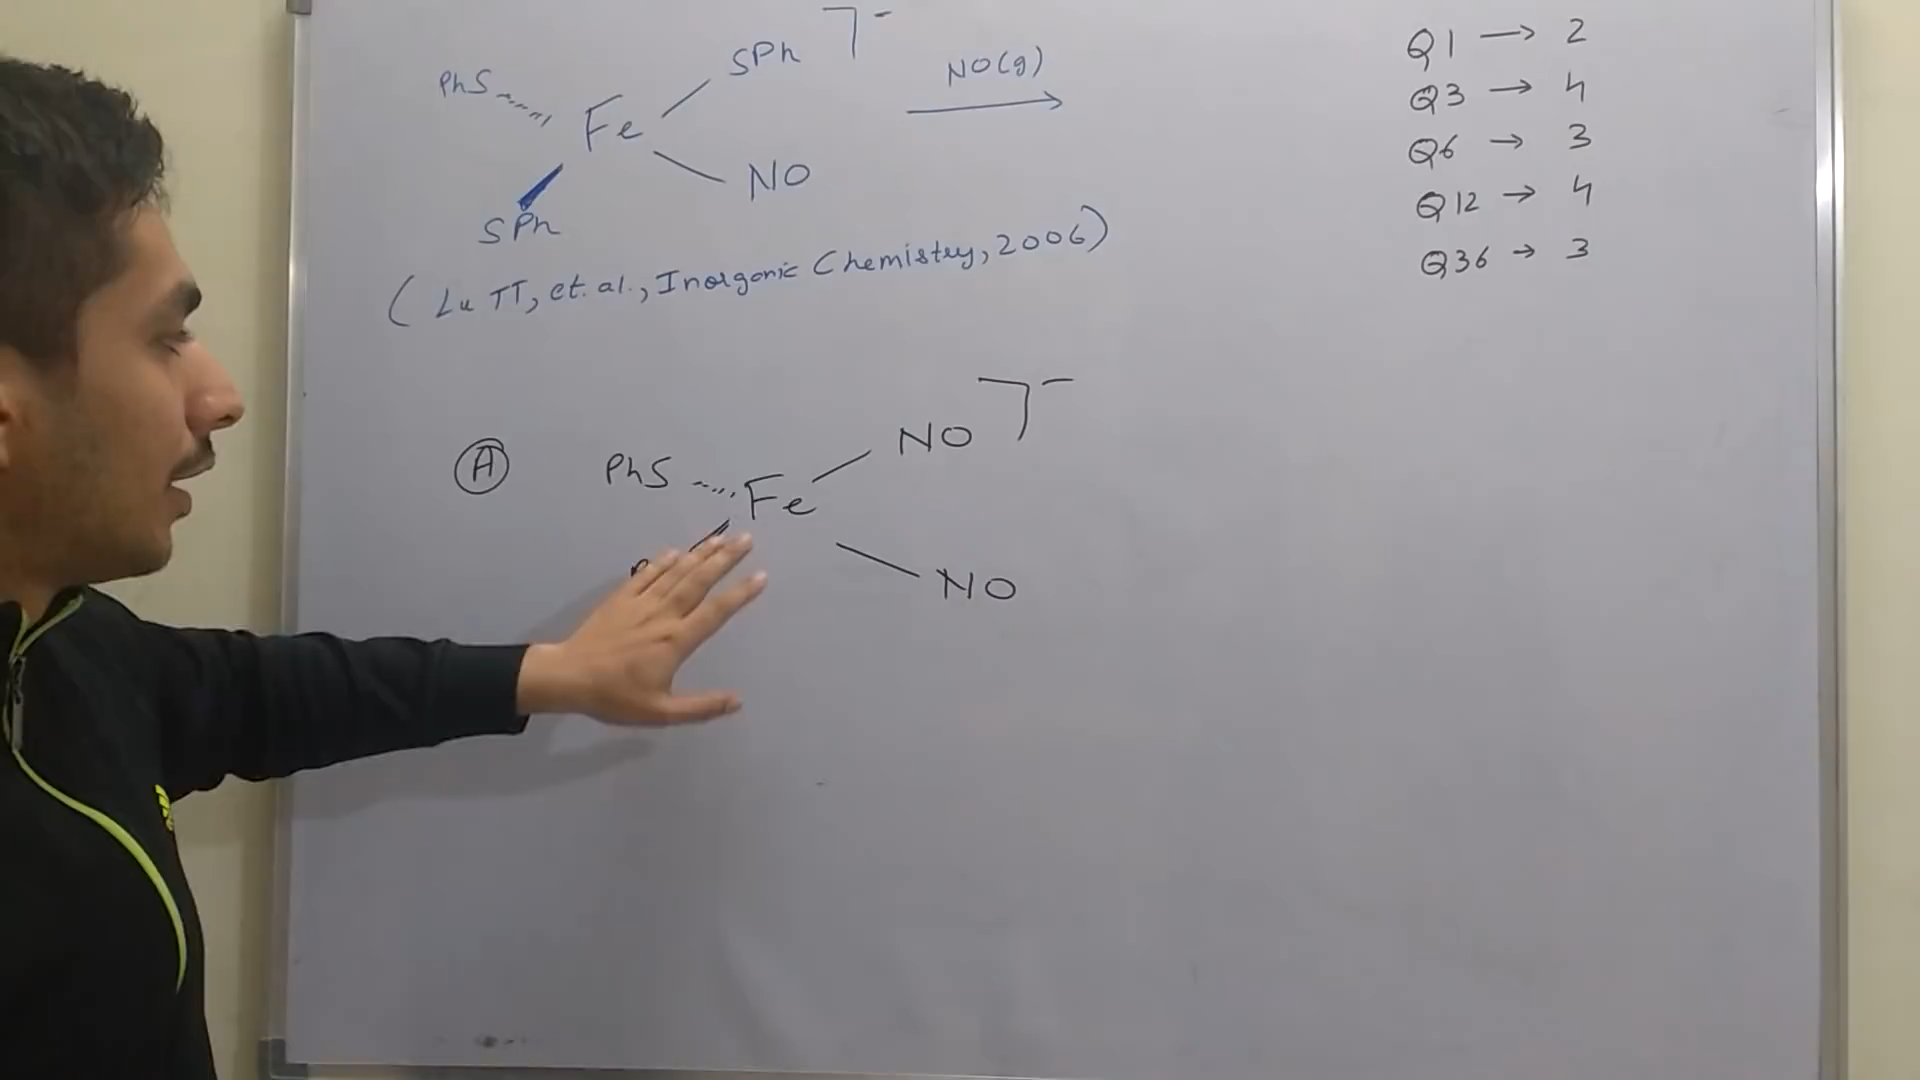 PhS
SPh
]-
Fe
NO
SPh
NO(g)
(Lu TT, et. al., Inorganic Chemistry, 2006)
A
PhS
Fe
NO
]-
NO
Q1 → 2
Q3 → 4
Q6 → 3
Q12 → 4
Q36 → 3